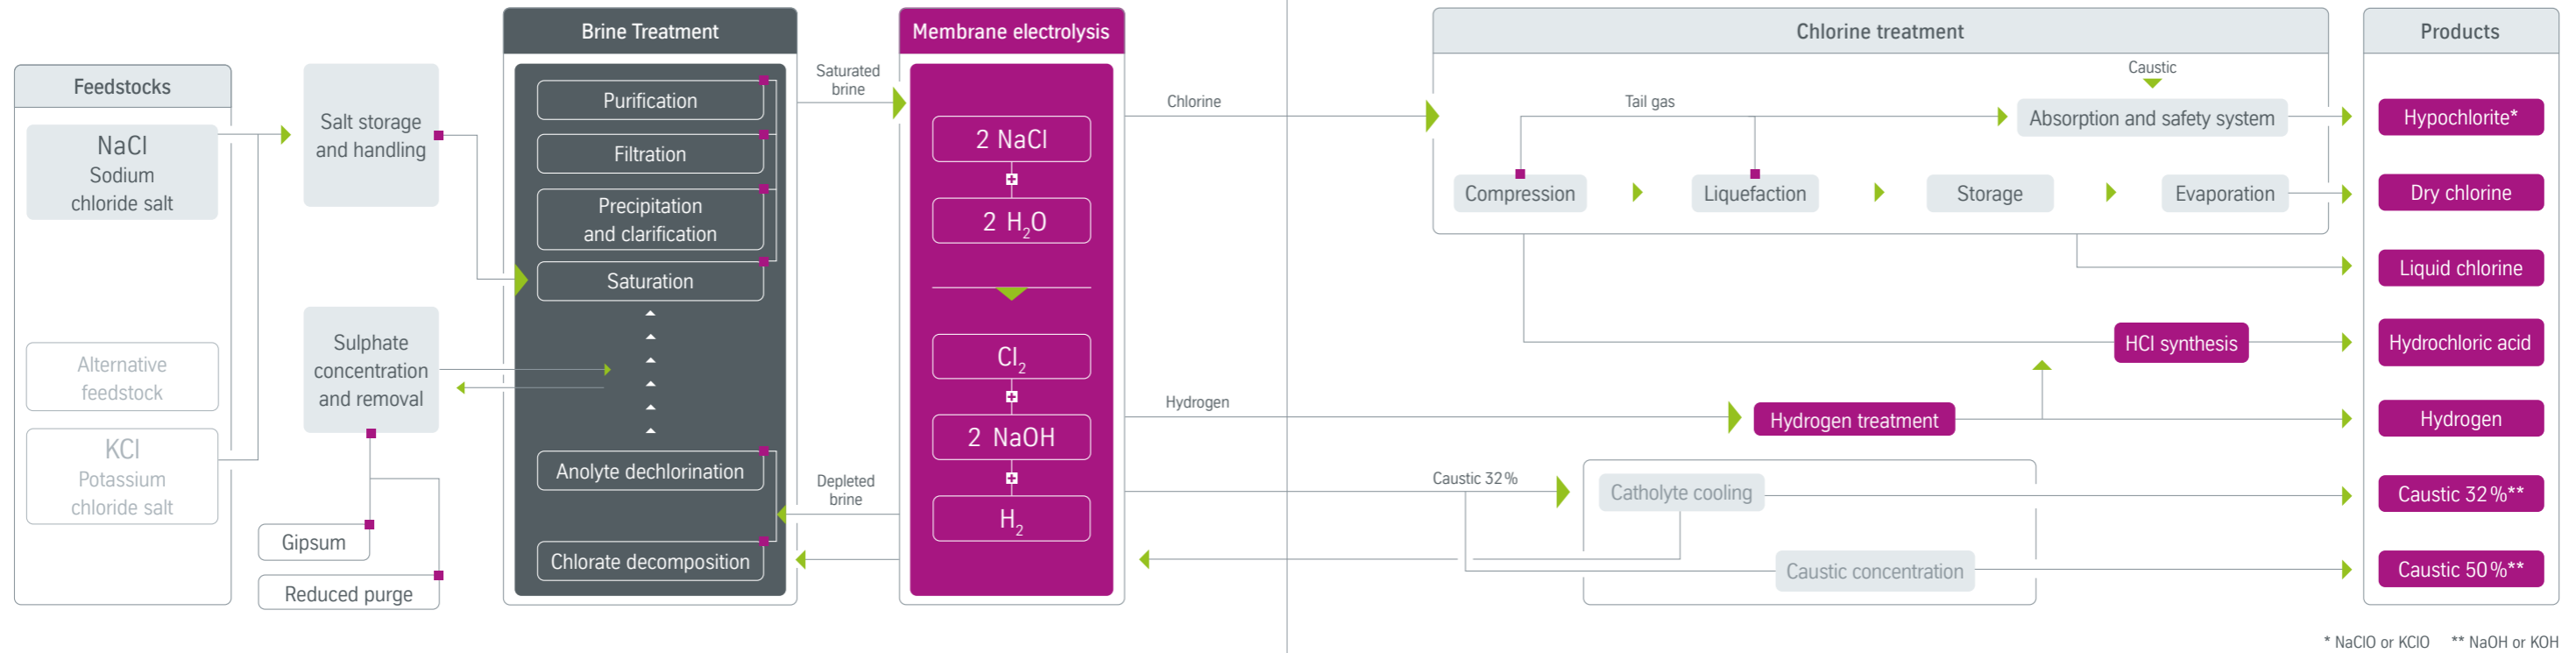 Feedstocks
NaCl
Sodium
chloride salt
Alternative
feedstock
KCl
Potassium
chloride salt
Salt storage
and handling
Sulphate
concentration
and removal
Gipsum
Reduced purge
Brine Treatment
Purification
Filtration
Precipitation
and clarification
Saturation
Anolyte dechlorination
Chlorate decomposition
Saturated
brine
Depleted
brine
Membrane electrolysis
2 NaCl
+
2 H₂O
Cl₂
+
2 NaOH
+
H₂
Chlorine
Hydrogen
Caustic 32 %
Chlorine treatment
Caustic
Tail gas
Absorption and safety system
Compression
Liquefaction
Storage
Evaporation
HCl synthesis
Hydrogen treatment
Catholyte cooling
Caustic concentration
Products
Hypochlorite*
Dry chlorine
Liquid chlorine
Hydrochloric acid
Hydrogen
Caustic 32 %**
Caustic 50 %**
* NaClO or KClO ** NaOH or KOH